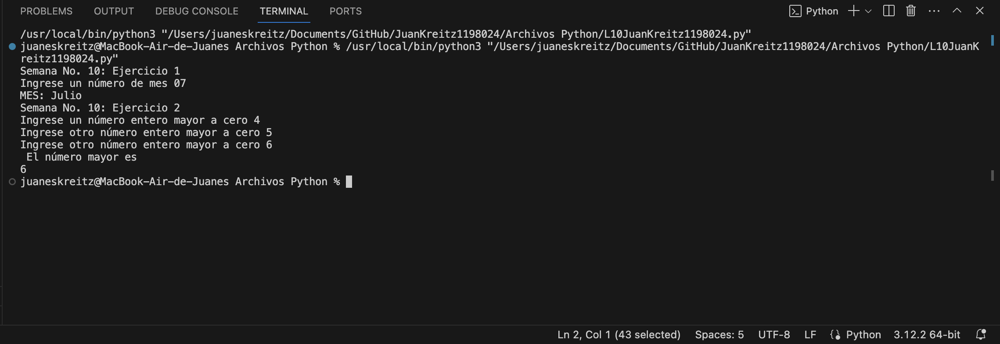 PROBLEMS OUTPUT DEBUG CONSOLE TERMINAL PORTS Python
/usr/local/bin/python3 "/Users/juaneskreitz/Documents/GitHub/JuanKreitz1198024/Archivos Python/L10JuanKreitz1198024.py"
juaneskreitz@MacBook-Air-de-Juanes Archivos Python % /usr/local/bin/python3 "/Users/juaneskreitz/Documents/GitHub/JuanKreitz1198024/Archivos Python/L10JuanK
reitz1198024.py"
Semana No. 10: Ejercicio 1
Ingrese un número de mes 07
MES: Julio
Semana No. 10: Ejercicio 2
Ingrese un número entero mayor a cero 4
Ingrese otro número entero mayor a cero 5
Ingrese otro número entero mayor a cero 6
El número mayor es
6
juaneskreitz@MacBook-Air-de-Juanes Archivos Python %
Ln 2, Col 1 (43 selected) Spaces: 5 UTF-8 LF Python 3.12.2 64-bit